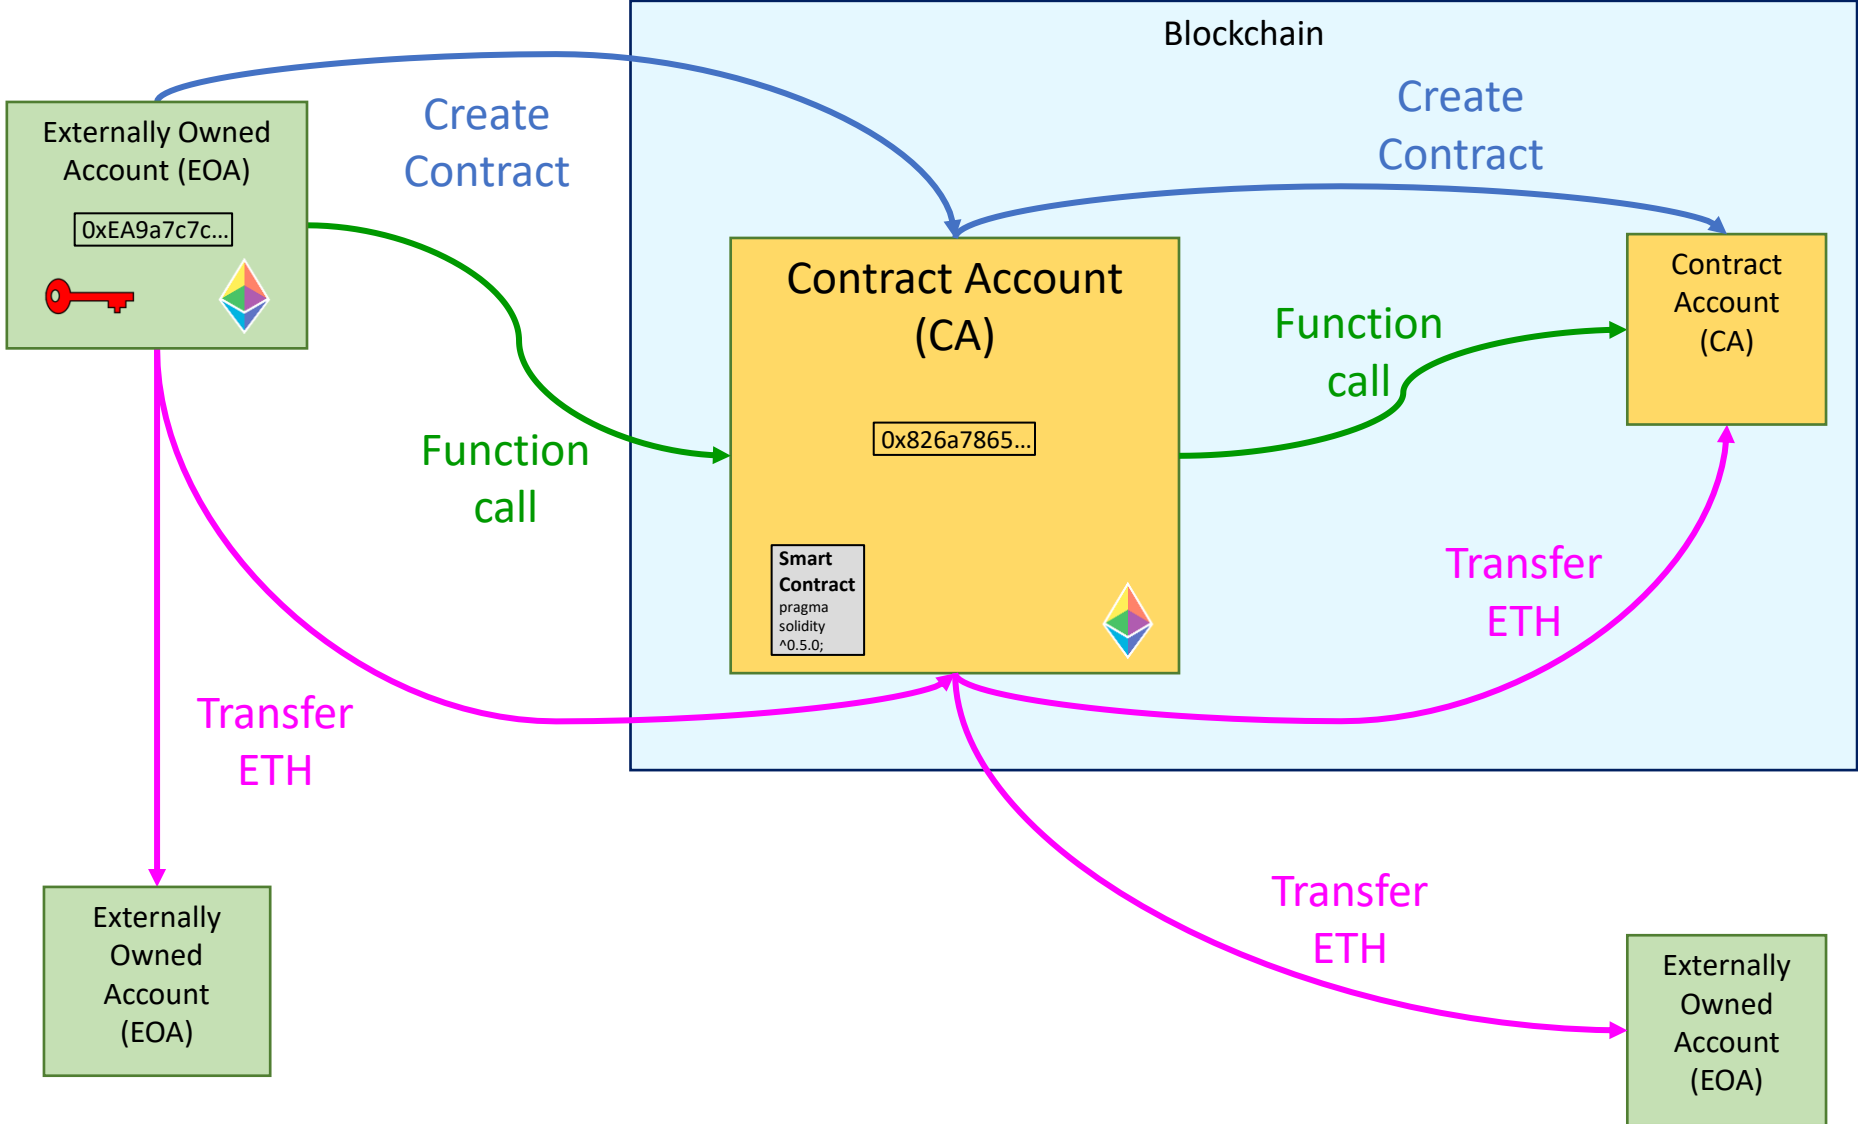 Blockchain
Create
Contract
Create
Contract
Externally Owned
Account (EOA)
0xEA9a7c7c...
Contract Account
(CA)
0x826a7865...
Smart
Contract
pragma
solidity
^0.5.0;
Contract
Account
(CA)
Function
call
Function
call
Transfer
ETH
Transfer
ETH
Transfer
ETH
Externally
Owned
Account
(EOA)
Externally
Owned
Account
(EOA)